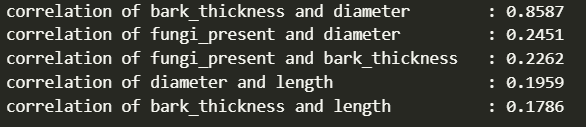 correlation of bark_thickness and diameter : 0.8587
correlation of fungi_present and diameter : 0.2451
correlation of fungi_present and bark_thickness : 0.2262
correlation of diameter and length : 0.1959
correlation of bark_thickness and length : 0.1786